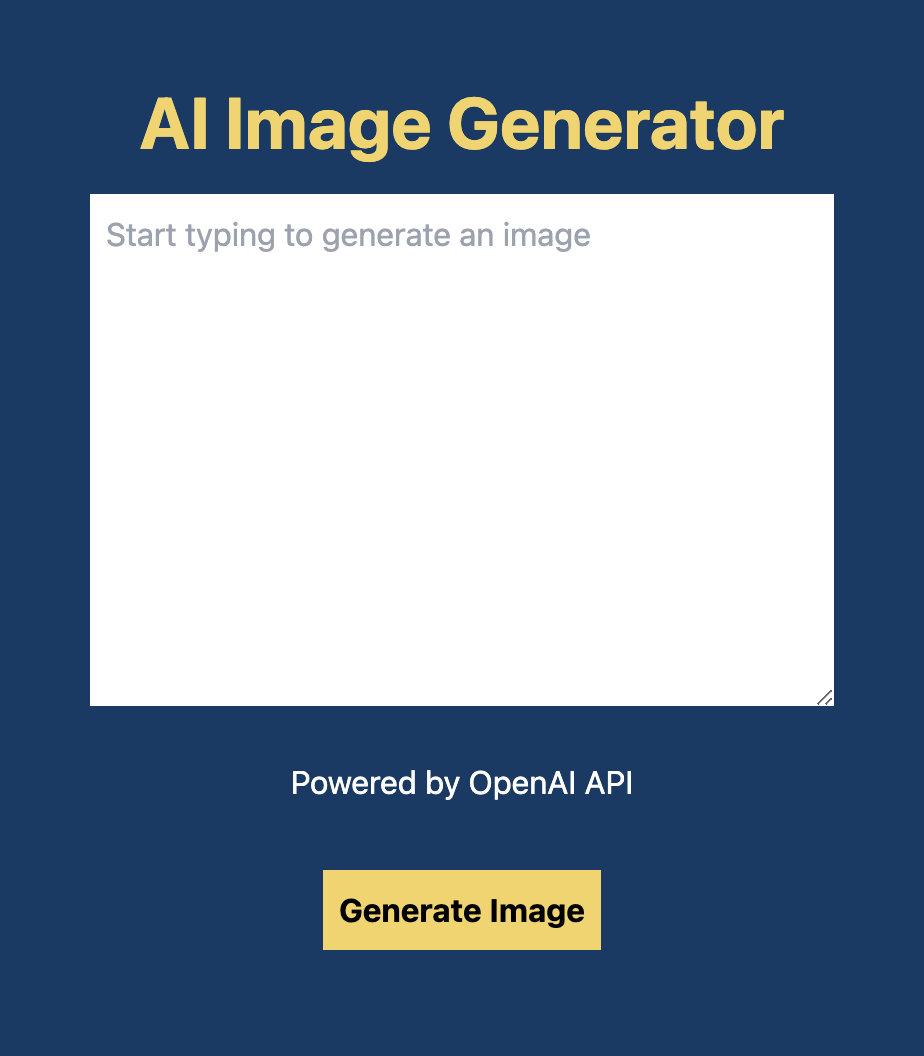 AI Image Generator
Start typing to generate an image
Powered by OpenAI API
Generate Image